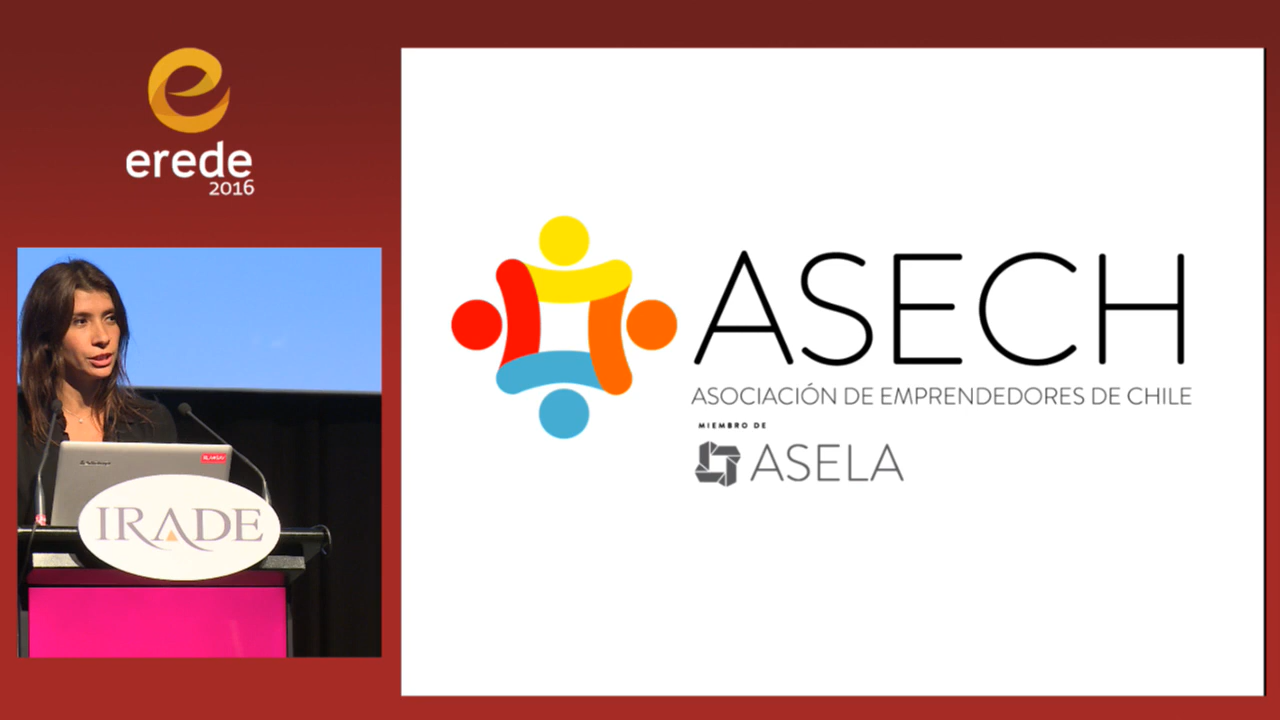 erede
2016
ASECH
ASOCIACIÓN DE EMPRENDEDORES DE CHILE
MIEMBRO DE
ASELA
IRADE